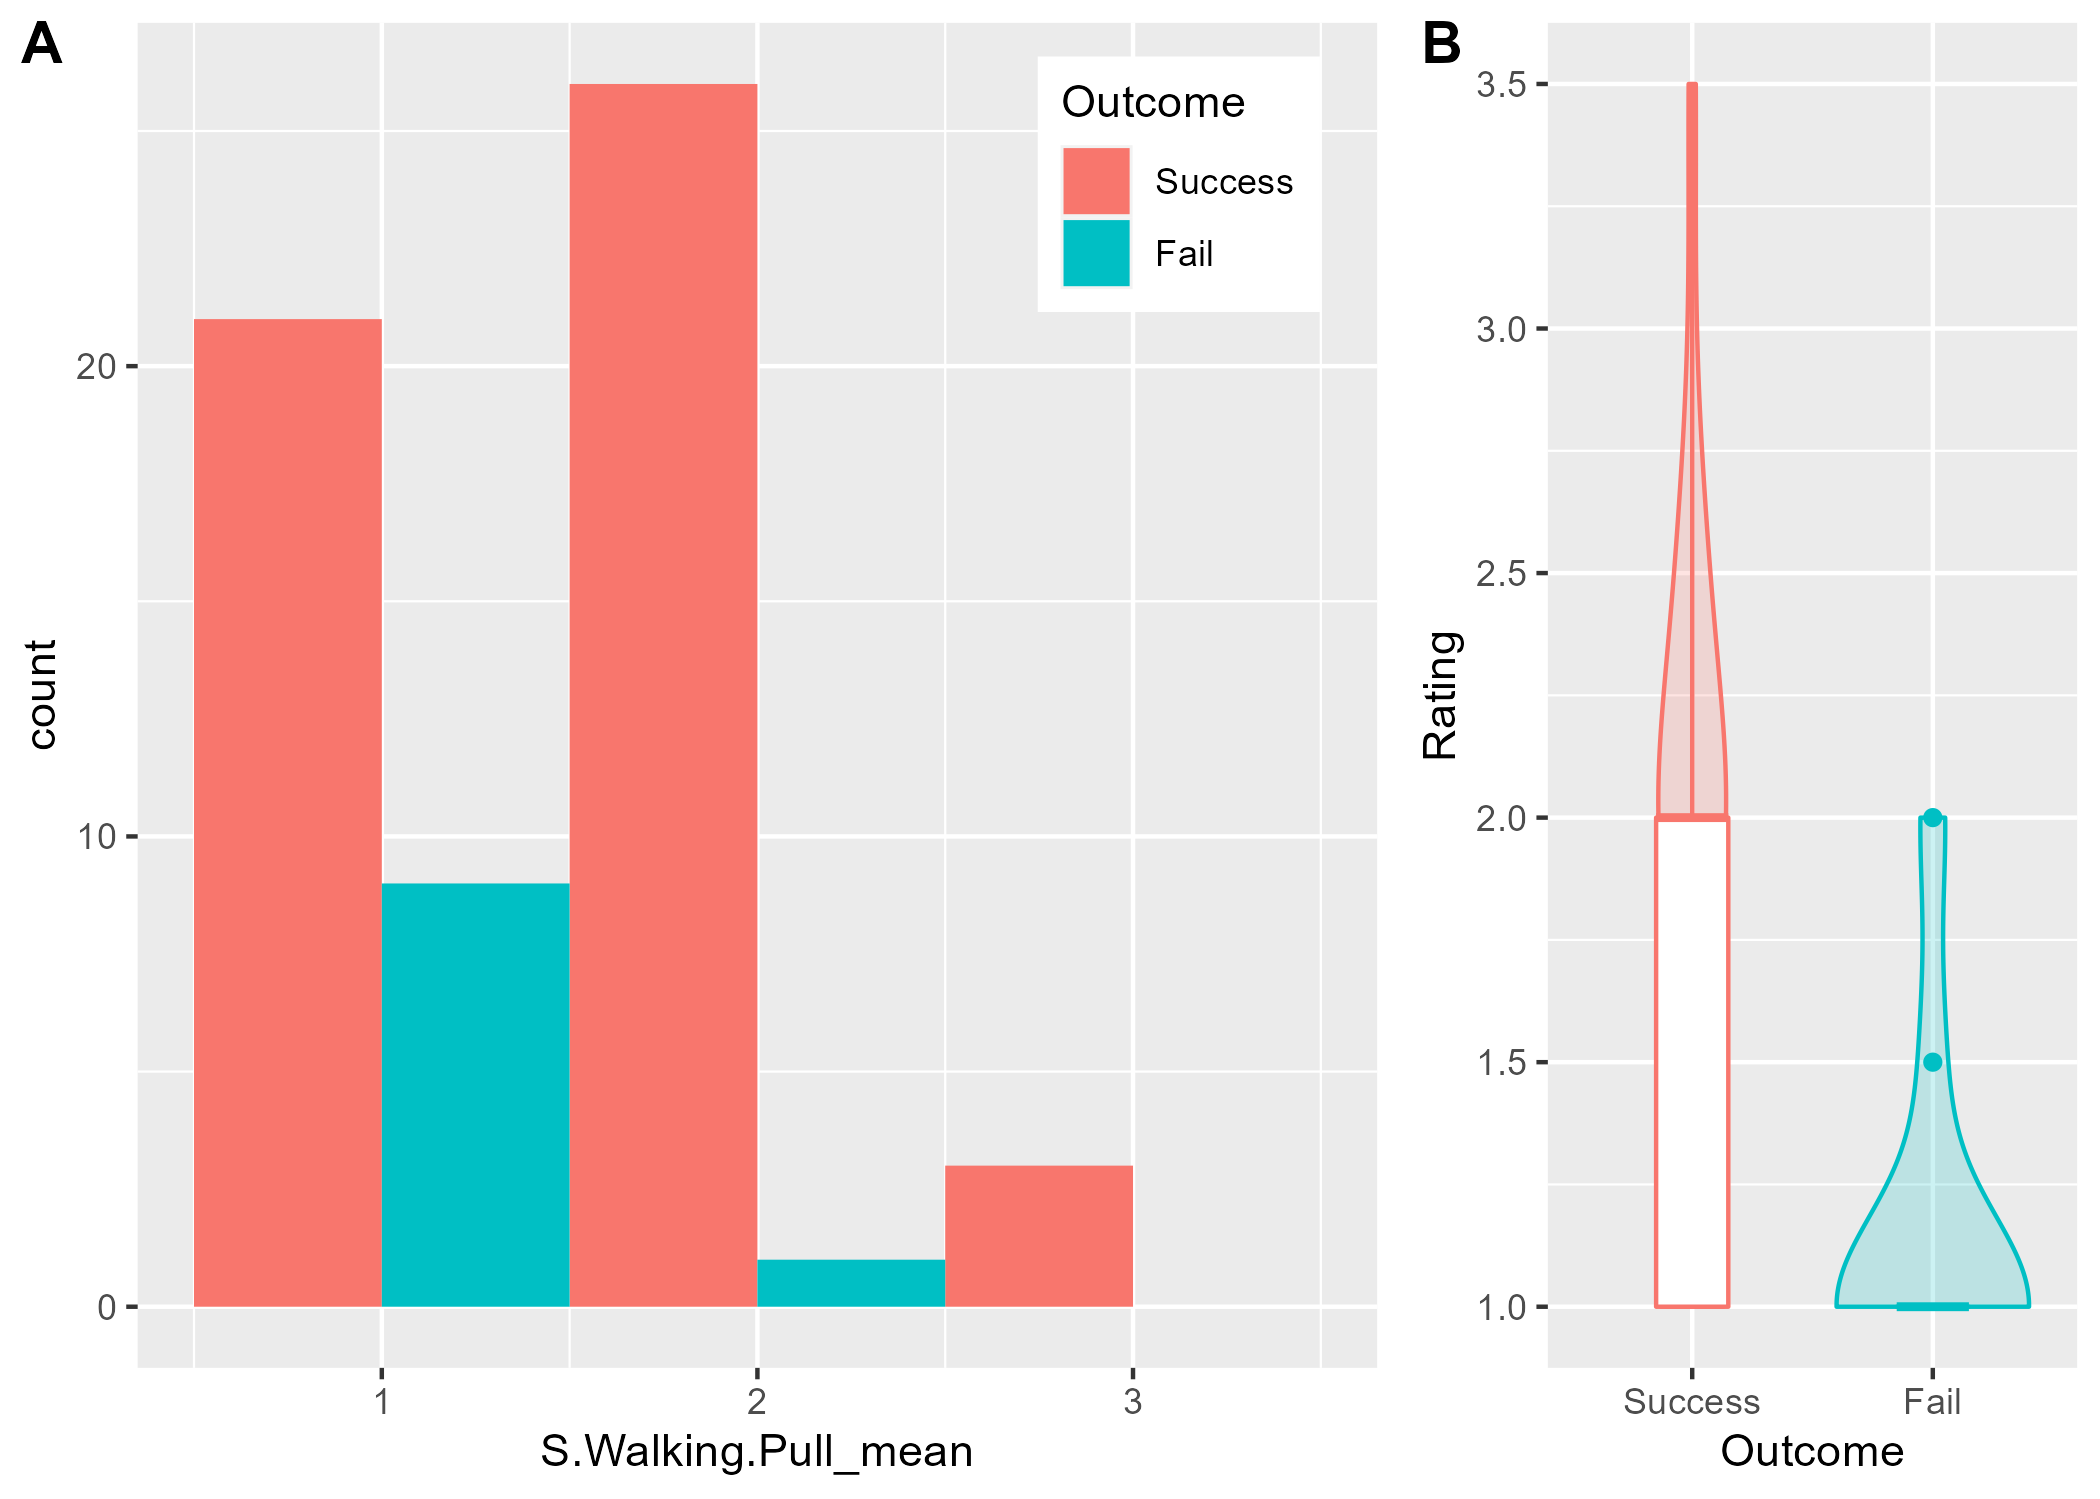 A
Outcome
Success
Fail
20
10
0
count
1
2
3
S.Walking.Pull_mean
B
3.5
3.0
2.5
2.0
1.5
1.0
Rating
Success
Fail
Outcome